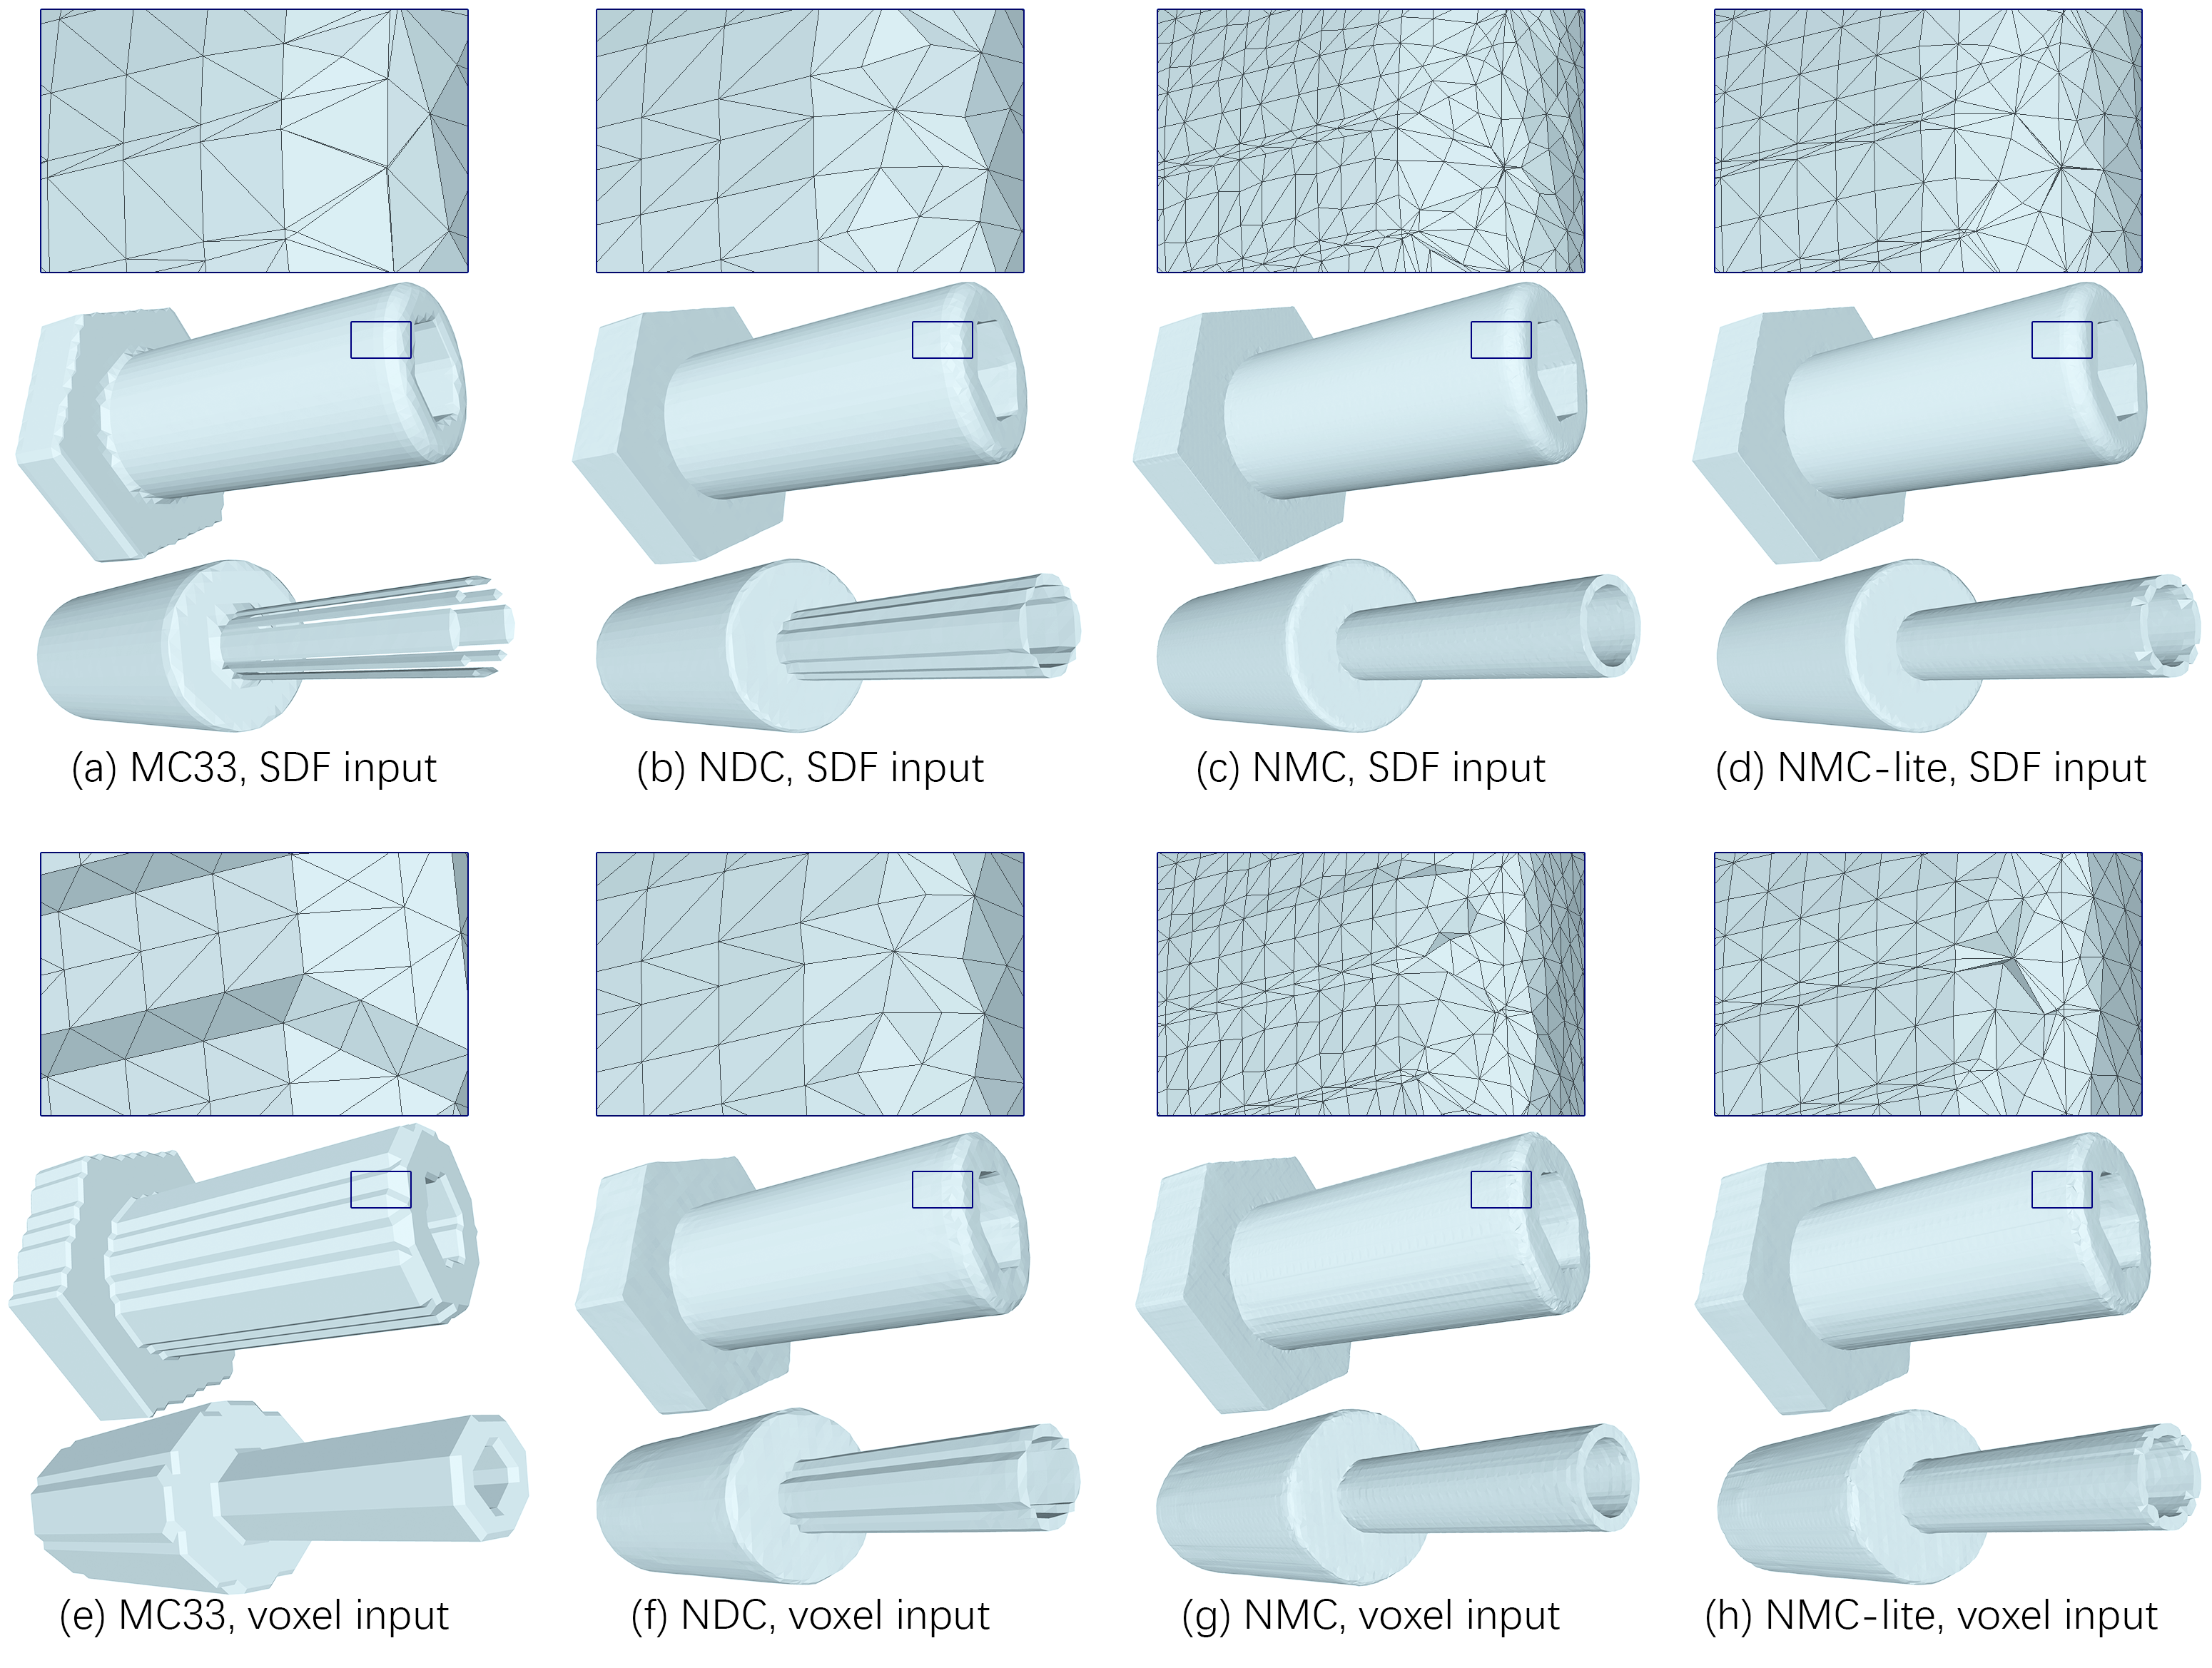 (a) MC33, SDF input
(b) NDC, SDF input
(c) NMC, SDF input
(d) NMC-lite, SDF input
(e) MC33, voxel input
(f) NDC, voxel input
(g) NMC, voxel input
(h) NMC-lite, voxel input